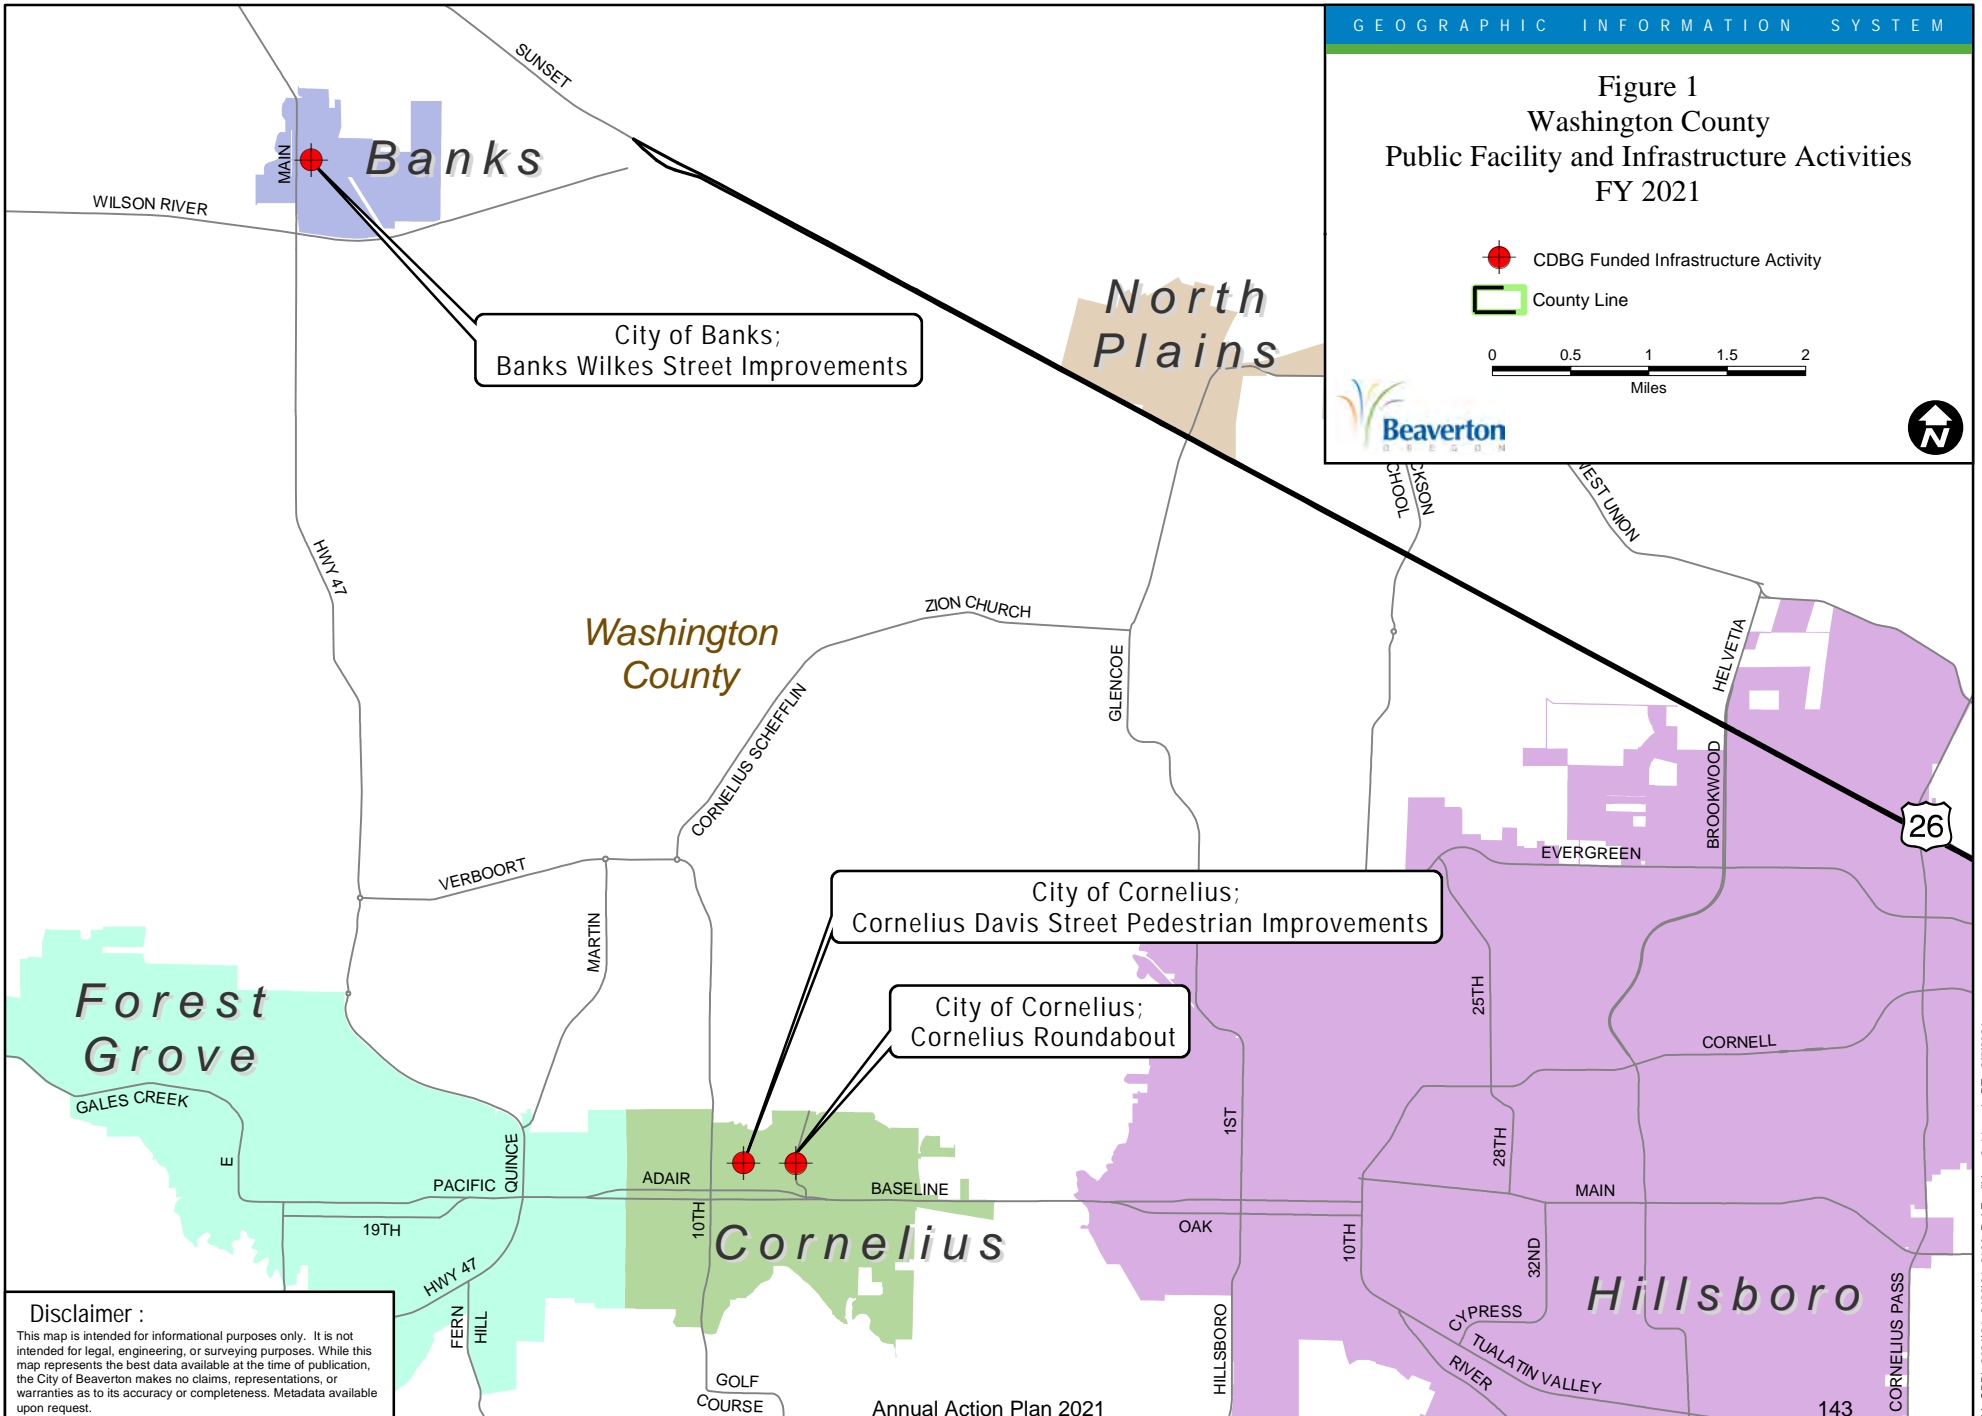 GEOGRAPHIC INFORMATION SYSTEM
Figure 1
Washington County
Public Facility and Infrastructure Activities
FY 2021
CDBG Funded Infrastructure Activity
County Line
0 0.5 1 1.5 2
Miles
Beaverton
OREGON
N
SUNSET
MAIN
Banks
WILSON RIVER
City of Banks;
Banks Wilkes Street Improvements
North
Plains
CKSON
CHOOL
WEST UNION
HWY 47
ZION CHURCH
Washington
County
GLENCOE
HELVETIA
CORNELIUS SCHEFFLIN
BROOKWOOD
26
EVERGREEN
VERBOORT
MARTIN
City of Cornelius;
Cornelius Davis Street Pedestrian Improvements
City of Cornelius;
Cornelius Roundabout
25TH
CORNELL
Forest
Grove
GALES CREEK
E
QUINCE
PACIFIC
ADAIR
BASELINE
1ST
28TH
MAIN
19TH
10TH
Cornelius
OAK
10TH
32ND
Hillsboro
HWY 47
FERN
HILL
CYPRESS
TUALATIN VALLEY
RIVER
HILLSBORO
CORNELIUS PASS
GOLF
COURSE
Disclaimer :
This map is intended for informational purposes only. It is not
intended for legal, engineering, or surveying purposes. While this
map represents the best data available at the time of publication,
the City of Beaverton makes no claims, representations, or
warranties as to its accuracy or completeness. Metadata available
upon request.
Annual Action Plan 2021
143